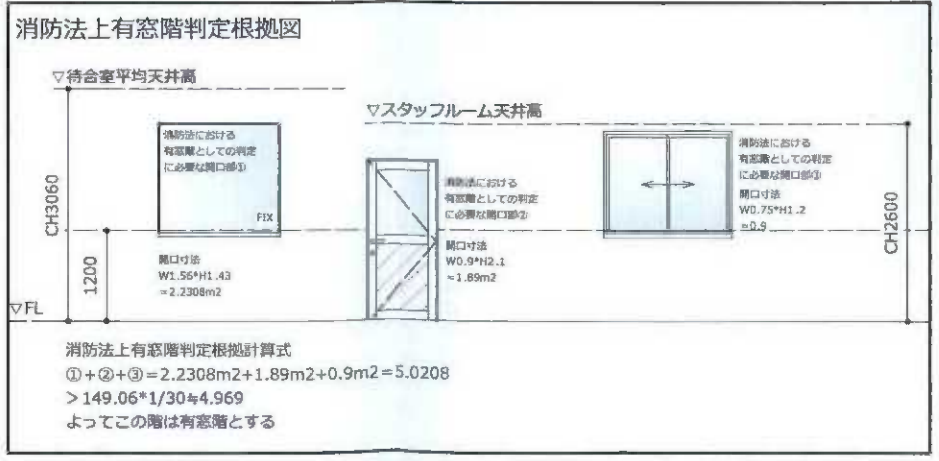 消防法上有窓階判定根拠図
▽待合室平均天井高
▽スタッフルーム天井高
消防法における
有窓階としての判定
に必要な開口部①
FIX
開口寸法
W1.56*H1.43
=2.2308m2
消防法における
有窓階としての判定
に必要な開口部②
開口寸法
W0.9*H2.1
=1.89m2
消防法における
有窓階としての判定
に必要な開口部③
開口寸法
W0.75*H1.2
=0.9
CH3060
1200
CH2600
▽FL
消防法上有窓階判定根拠計算式
①+②+③=2.2308m2+1.89m2+0.9m2=5.0208
>149.06*1/30≒4.969
よってこの階は有窓階とする